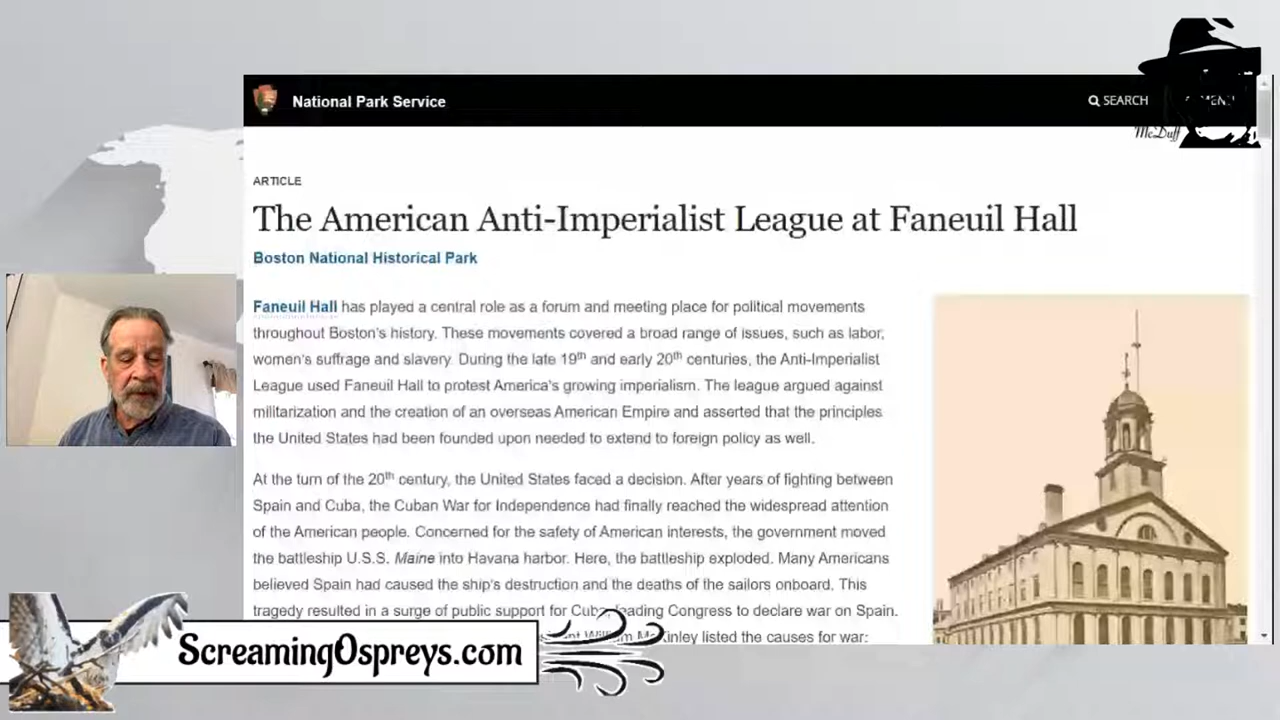 National Park Service
SEARCH
MENU
McDuff
ARTICLE
The American Anti-Imperialist League at Faneuil Hall
Boston National Historical Park
Faneuil Hall has played a central role as a forum and meeting place for political movements
throughout Boston's history. These movements covered a broad range of issues, such as labor,
women's suffrage and slavery. During the late 19th and early 20th centuries, the Anti-Imperialist
League used Faneuil Hall to protest America's growing imperialism. The league argued against
militarization and the creation of an overseas American Empire and asserted that the principles
the United States had been founded upon needed to extend to foreign policy as well.
At the turn of the 20th century, the United States faced a decision. After years of fighting between
Spain and Cuba, the Cuban War for Independence had finally reached the widespread attention
of the American people. Concerned for the safety of American interests, the government moved
the battleship U.S.S. Maine into Havana harbor. Here, the battleship exploded. Many Americans
believed Spain had caused the ship's destruction and the deaths of the sailors onboard. This
tragedy resulted in a surge of public support for Cuba, leading Congress to declare war on Spain.
William McKinley listed the causes for war:
ScreamingOspreys.com